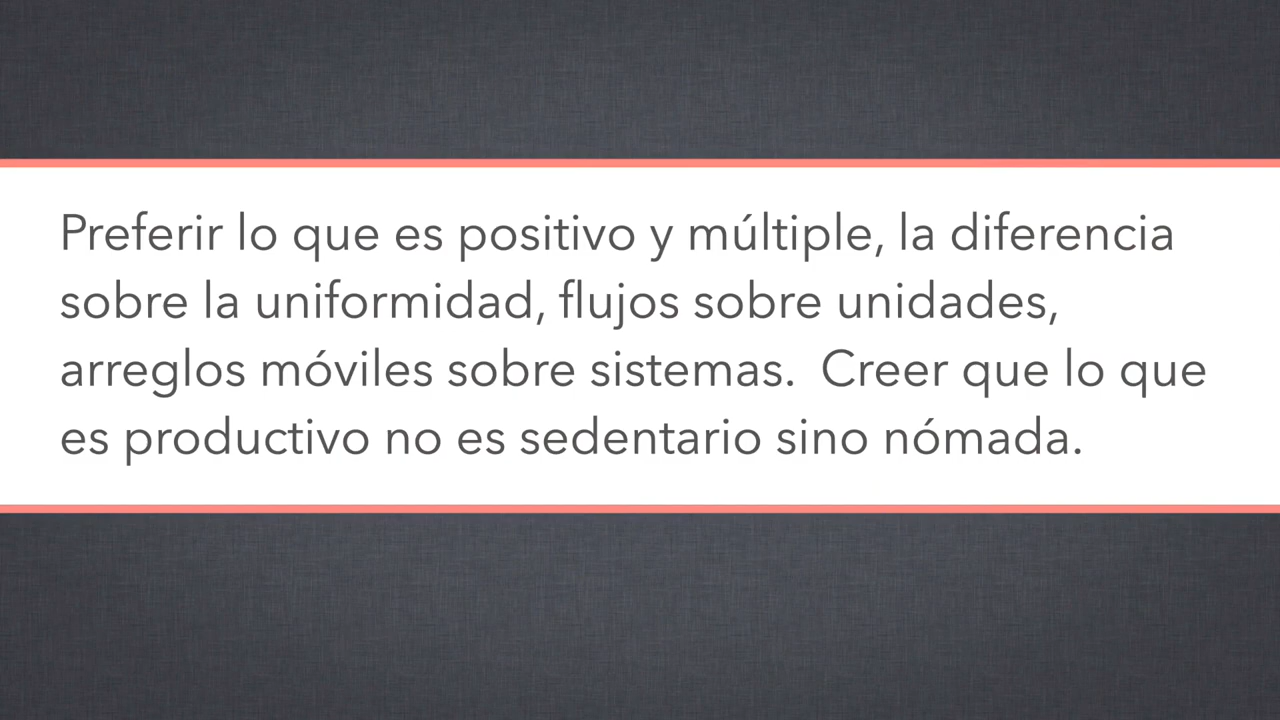 Preferir lo que es positivo y múltiple, la diferencia
sobre la uniformidad, flujos sobre unidades,
arreglos móviles sobre sistemas.  Creer que lo que
es productivo no es sedentario sino nómada.